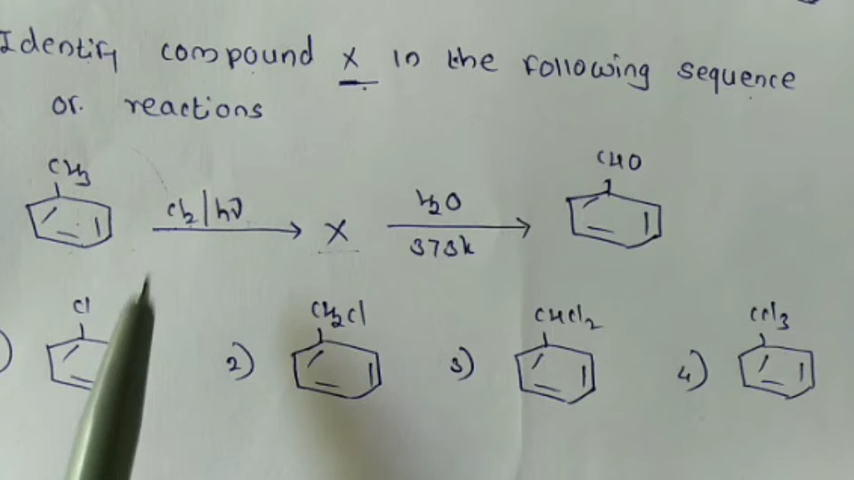 Identify compound x in the following sequence
or reactions
CH3 CHO
Cl2/hν H2O
X
373k
Cl CH2Cl CHCl2 CCl3
) 2) 3) 4)